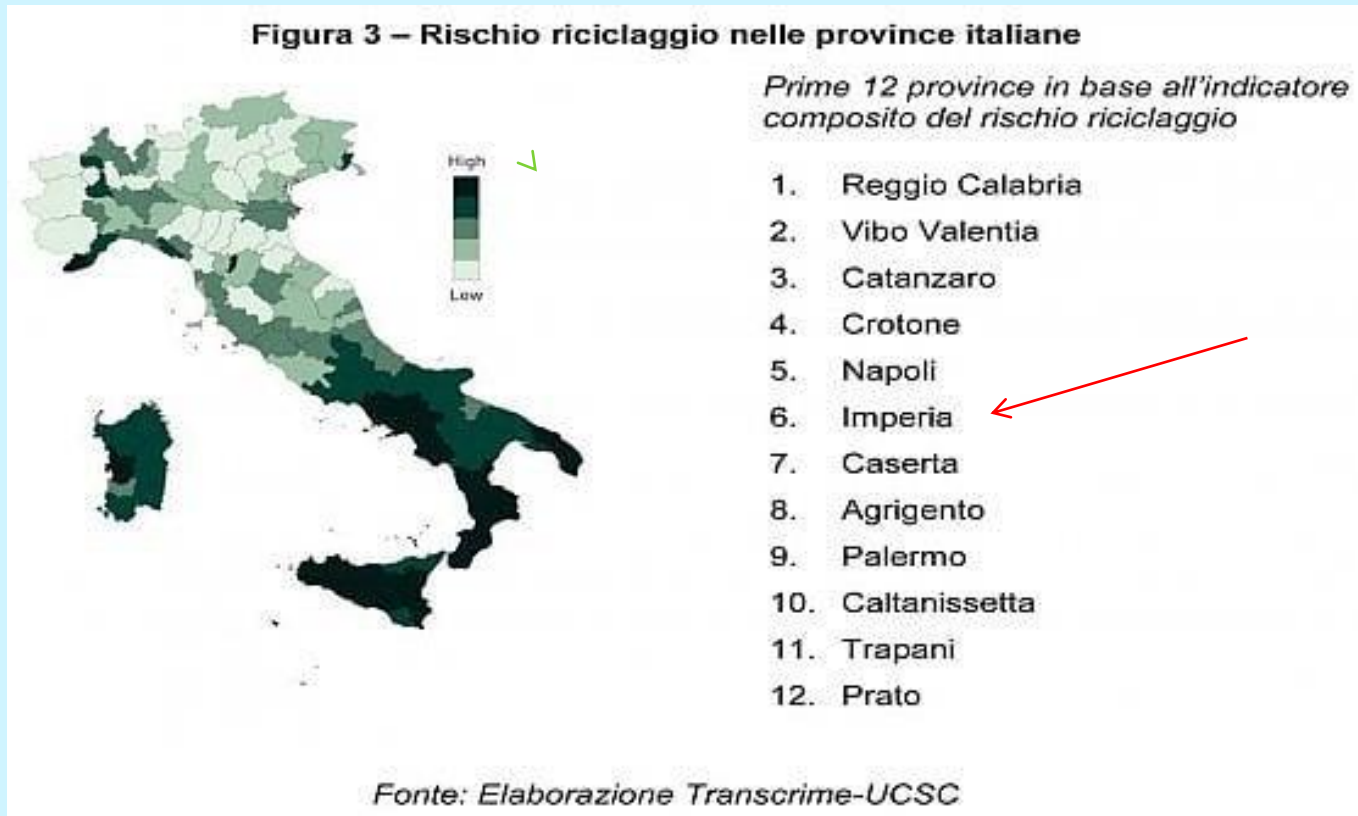 Figura 3 – Rischio riciclaggio nelle province italiane
Prime 12 province in base all'indicatore
composito del rischio riciclaggio
High
Low
1. Reggio Calabria
2. Vibo Valentia
3. Catanzaro
4. Crotone
5. Napoli
6. Imperia
7. Caserta
8. Agrigento
9. Palermo
10. Caltanissetta
11. Trapani
12. Prato
Fonte: Elaborazione Transcrime-UCSC